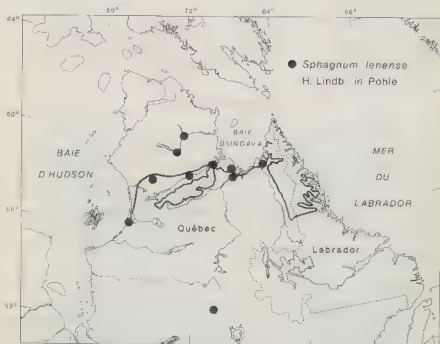 80° 72° 64° 56°
64°
60°
56°
52°
Sphagnum lenense
H. Lindb. in Pohle
BAIE
D'UNGAVA
BAIE
D'HUDSON
MER
DU
LABRADOR
Québec
Labrador